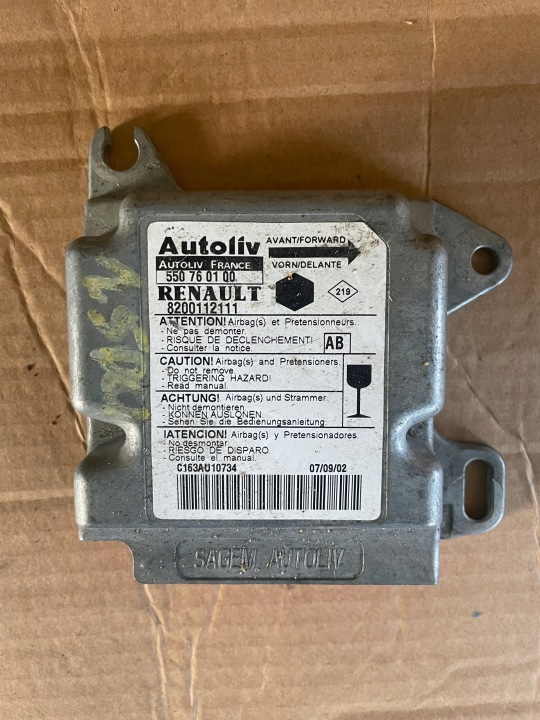 Autoliv
AVANT/FORWARD
AUTOLIV FRANCE
VORN/DELANTE
550 76 01 00
RENAULT
219
8200112111
ATTENTION! Airbag(s) et Pretensionneurs.
- Ne pas demonter.
- RISQUE DE DECLENCHEMENT!
- Consulter la notice.
AB
CAUTION! Airbag(s) and Pretensioners.
- Do not remove.
- TRIGGERING HAZARD!
- Read manual.
ACHTUNG! Airbag(s) und Strammer.
- Nicht demontieren.
- KONNEN AUSLONEN.
- Sehen Sie die Bedienungsanleitung
!ATENCION! Airbag(s) y Pretensionadores.
- No desmontar.
- RIESGO DE DISPARO.
- Consulte el manual.
C163AU10734 07/09/02
SAGEM AUTOLIV